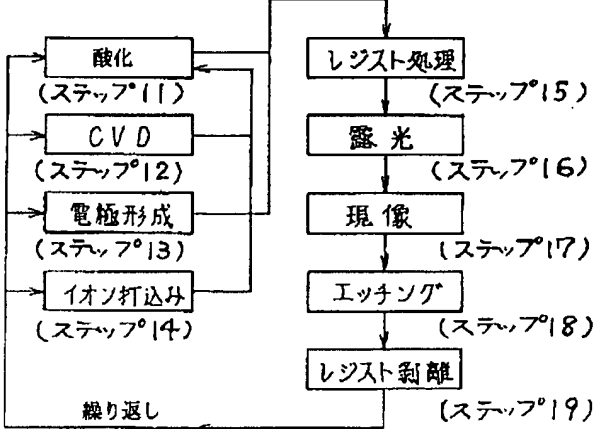 酸化
(ステップ11)
CVD
(ステップ12)
電極形成
(ステップ13)
イオン打込み
(ステップ14)
レジスト処理
(ステップ15)
露光
(ステップ16)
現像
(ステップ17)
エッチング
(ステップ18)
レジスト剥離
(ステップ19)
繰り返し